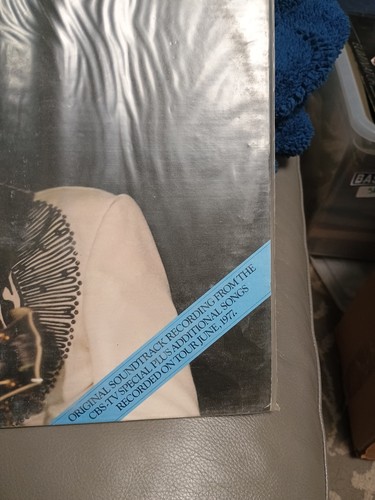 ORIGINAL SOUNDTRACK RECORDING FROM THE
CBS-TV SPECIAL PLUS ADDITIONAL SONGS
RECORDED ON TOUR JUNE, 1977.